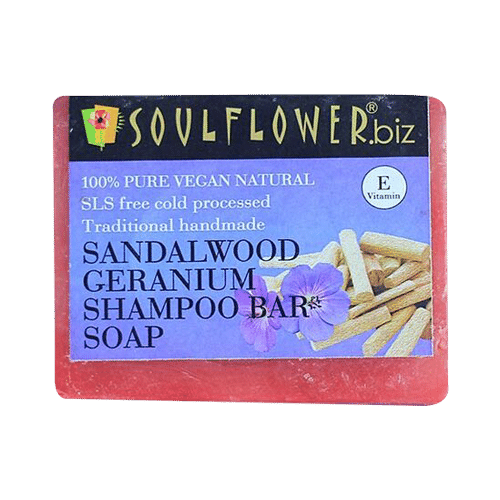 SOULFLOWER®.biz
100% PURE VEGAN NATURAL
SLS free cold processed
Traditional handmade
E
Vitamin
SANDALWOOD
GERANIUM
SHAMPOO BAR
SOAP